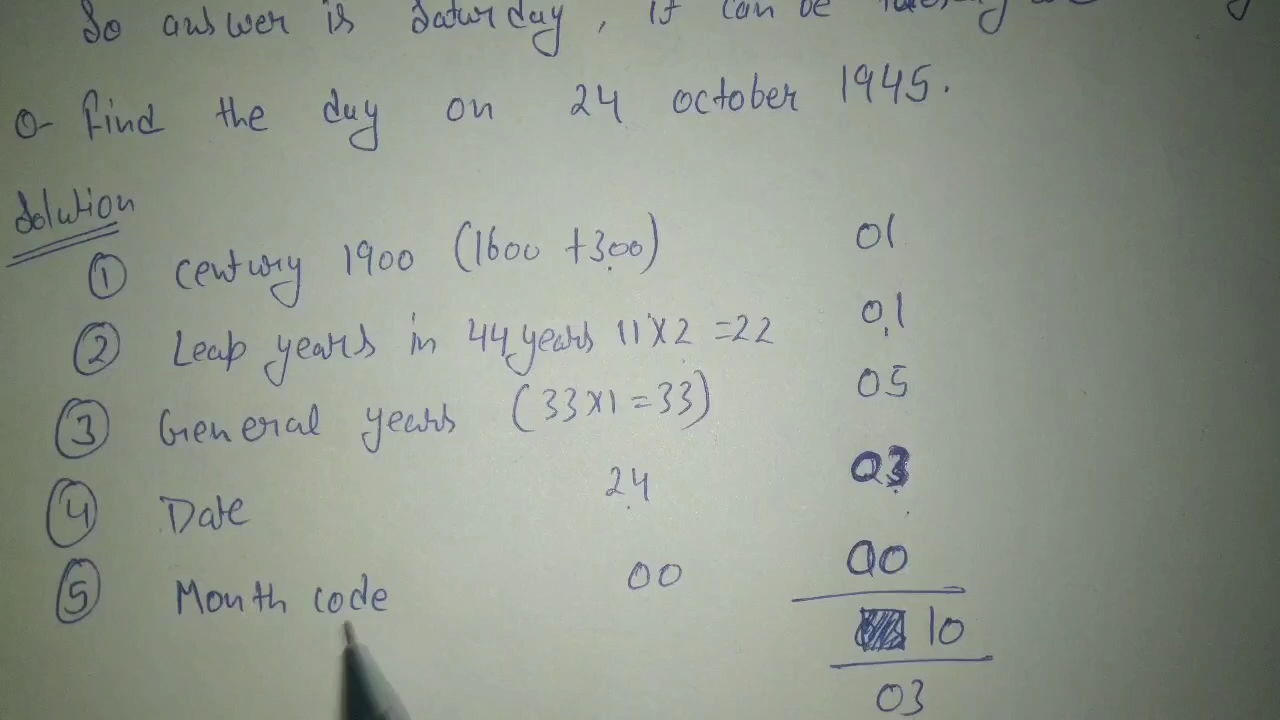 So answer is Saturday, it can be
Q- Find the day on 24 october 1945.
Solution
① century 1900 (1600 + 300) 01
② Leap years in 44 years 11 x 2 = 22 01
③ General years (33 x 1 = 33) 05
④ Date 24 03
⑤ Month code 00 00
10
03